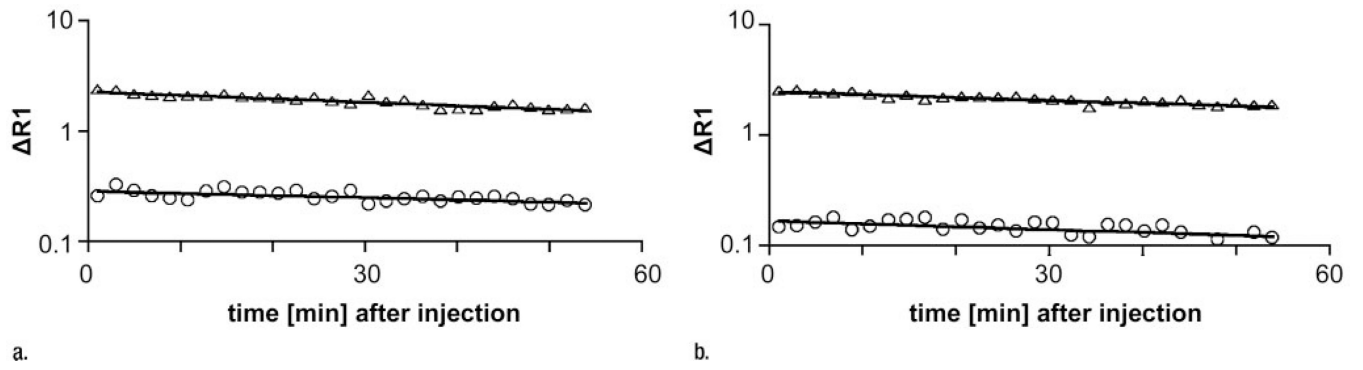 10
1
0.1
ΔR1
0 30 60
time [min] after injection
a.
10
1
0.1
ΔR1
0 30 60
time [min] after injection
b.